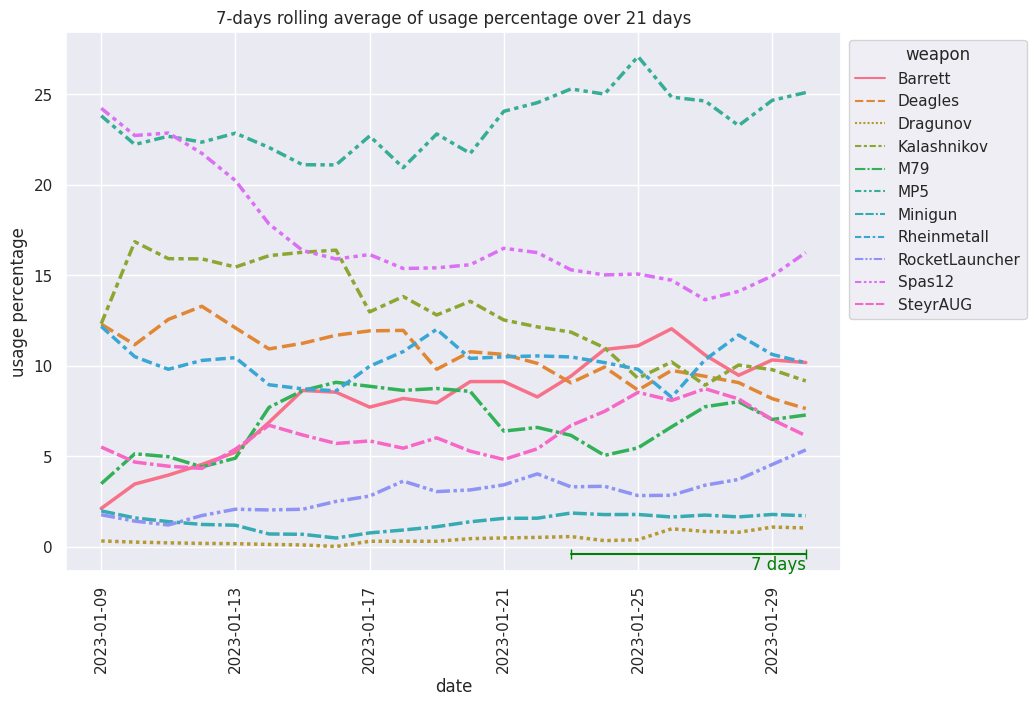 7-days rolling average of usage percentage over 21 days
usage percentage
25
20
15
10
5
0
7 days
2023-01-09
2023-01-13
2023-01-17
2023-01-21
2023-01-25
2023-01-29
date
weapon
Barrett
Deagles
Dragunov
Kalashnikov
M79
MP5
Minigun
Rheinmetall
RocketLauncher
Spas12
SteyrAUG